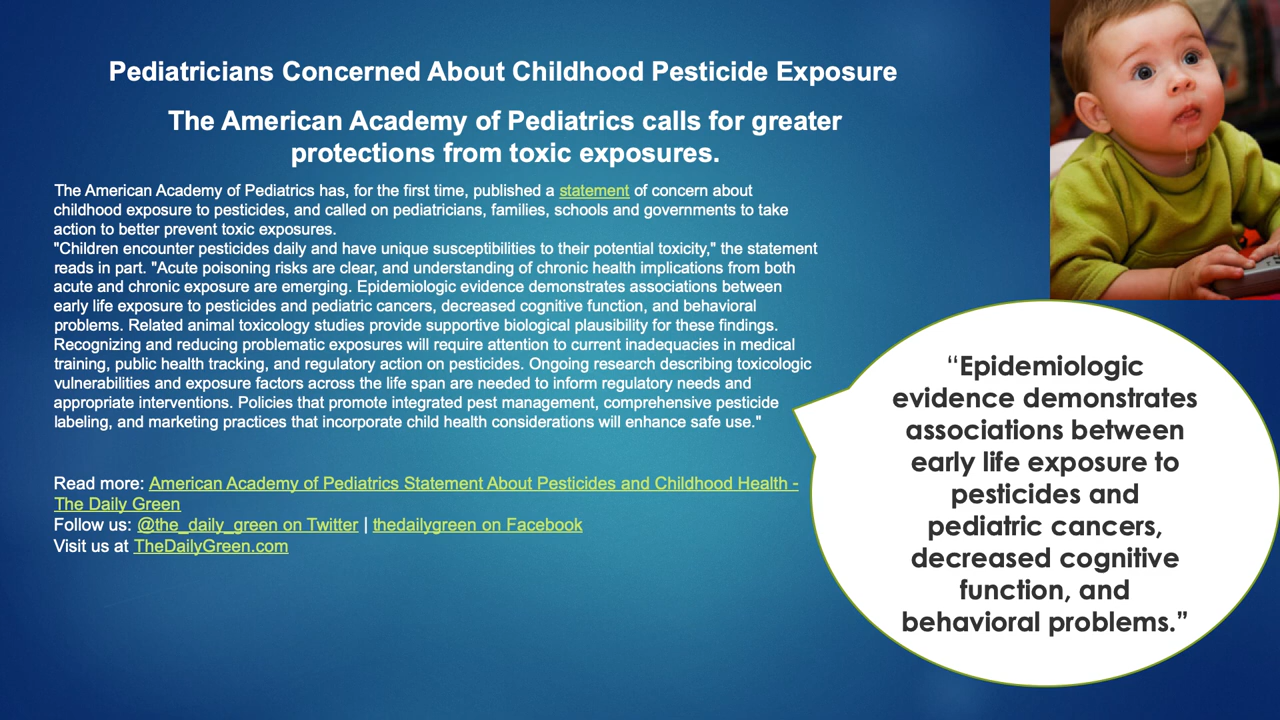 Pediatricians Concerned About Childhood Pesticide Exposure
The American Academy of Pediatrics calls for greater
protections from toxic exposures.
The American Academy of Pediatrics has, for the first time, published a statement of concern about
childhood exposure to pesticides, and called on pediatricians, families, schools and governments to take
action to better prevent toxic exposures.
"Children encounter pesticides daily and have unique susceptibilities to their potential toxicity," the statement
reads in part. "Acute poisoning risks are clear, and understanding of chronic health implications from both
acute and chronic exposure are emerging. Epidemiologic evidence demonstrates associations between
early life exposure to pesticides and pediatric cancers, decreased cognitive function, and behavioral
problems. Related animal toxicology studies provide supportive biological plausibility for these findings.
Recognizing and reducing problematic exposures will require attention to current inadequacies in medical
training, public health tracking, and regulatory action on pesticides. Ongoing research describing toxicologic
vulnerabilities and exposure factors across the life span are needed to inform regulatory needs and
appropriate interventions. Policies that promote integrated pest management, comprehensive pesticide
labeling, and marketing practices that incorporate child health considerations will enhance safe use."
Read more: American Academy of Pediatrics Statement About Pesticides and Childhood Health -
The Daily Green
Follow us: @the_daily_green on Twitter | thedailygreen on Facebook
Visit us at TheDailyGreen.com
“Epidemiologic
evidence demonstrates
associations between
early life exposure to
pesticides and
pediatric cancers,
decreased cognitive
function, and
behavioral problems.”